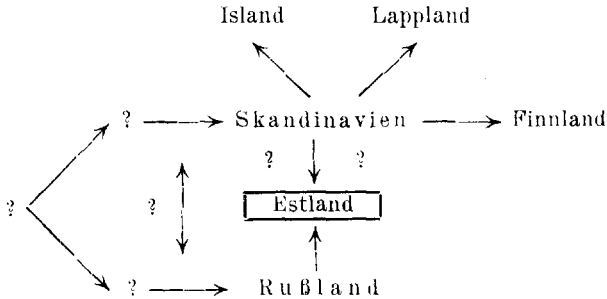 Island Lappland
? Skandinavien Finnland
? ?
? ? Estland
? Rußland